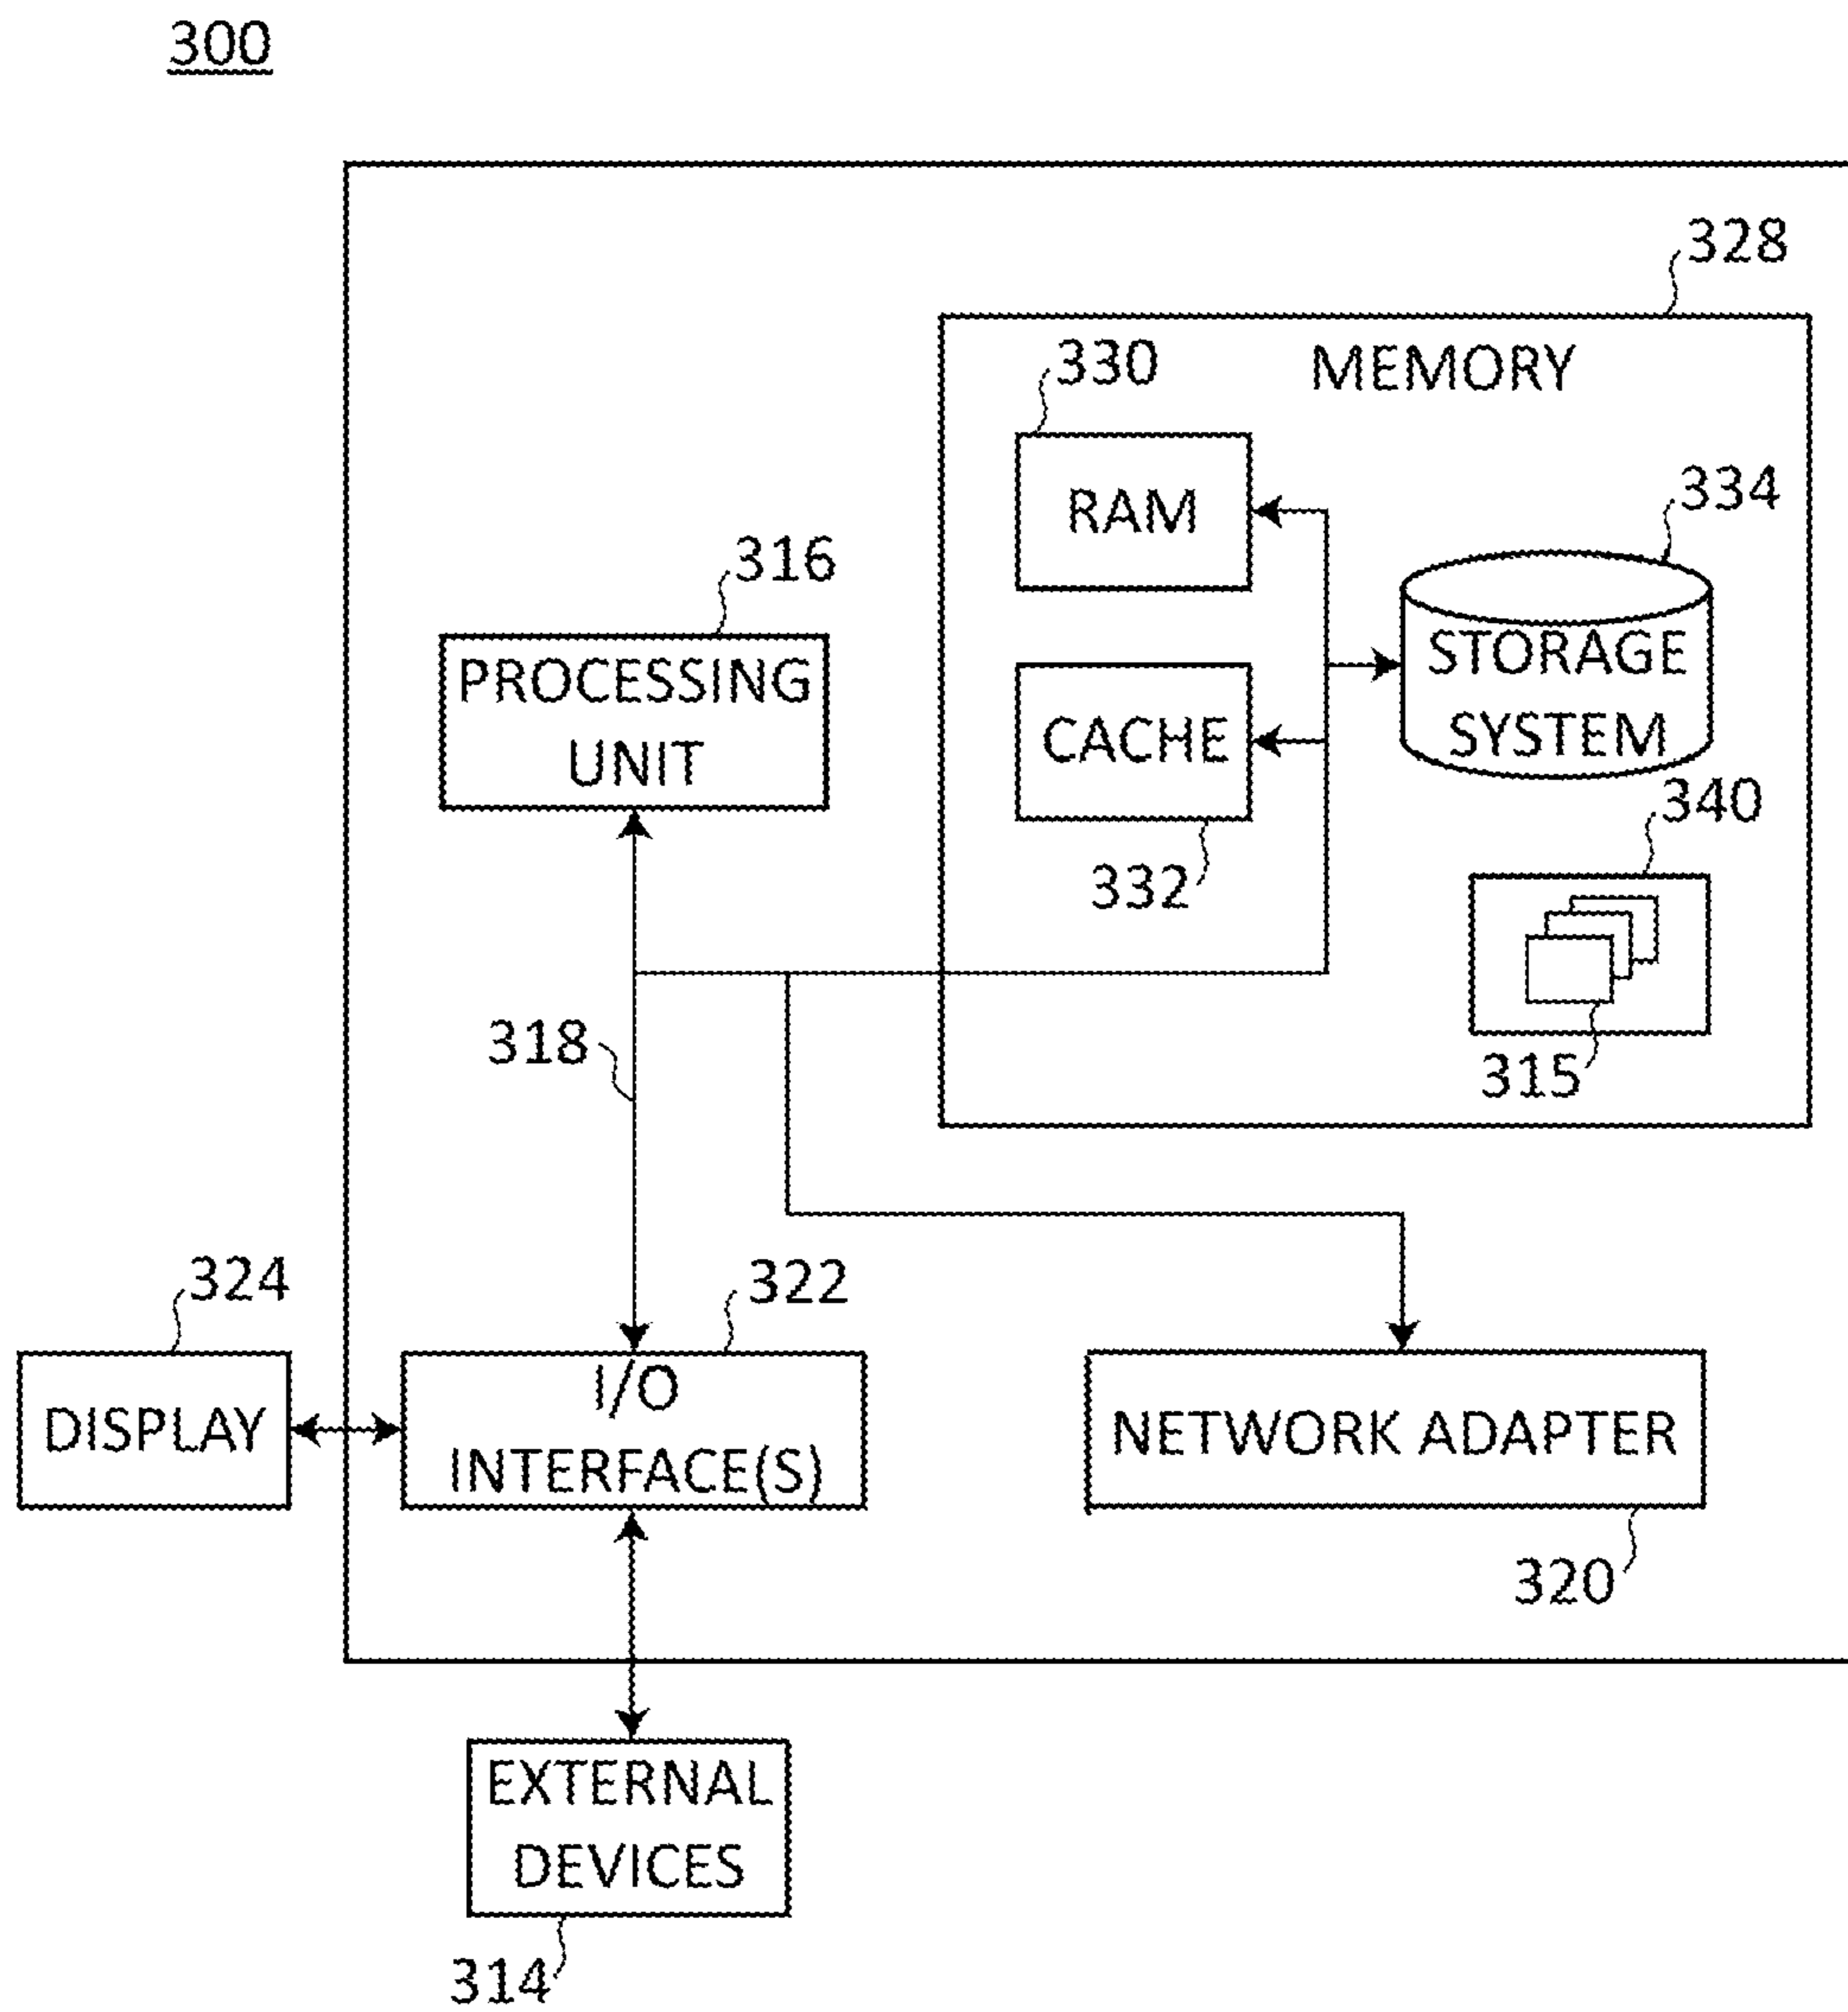 300
328
330
MEMORY
RAM
334
316
STORAGE
SYSTEM
PROCESSING
UNIT
CACHE
340
332
318
315
324
322
DISPLAY
I/O
INTERFACE(S)
NETWORK ADAPTER
320
EXTERNAL
DEVICES
314